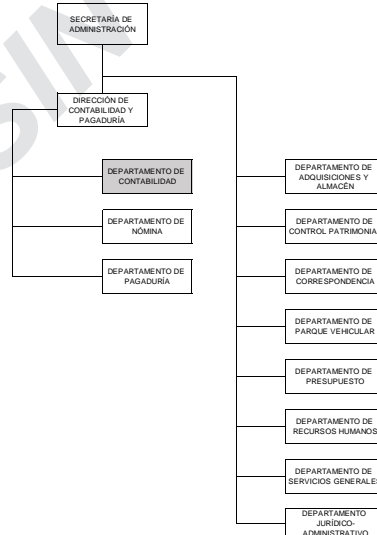 SECRETARÍA DE
ADMINISTRACIÓN
DIRECCIÓN DE
CONTABILIDAD Y
PAGADURÍA
DEPARTAMENTO DE
CONTABILIDAD
DEPARTAMENTO DE
NÓMINA
DEPARTAMENTO DE
PAGADURÍA
DEPARTAMENTO DE
ADQUISICIONES Y
ALMACÉN
DEPARTAMENTO DE
CONTROL PATRIMONIA
DEPARTAMENTO DE
CORRESPONDENCIA
DEPARTAMENTO DE
PARQUE VEHICULAR
DEPARTAMENTO DE
PRESUPUESTO
DEPARTAMENTO DE
RECURSOS HUMANOS
DEPARTAMENTO DE
SERVICIOS GENERALES
DEPARTAMENTO
JURÍDICO-
ADMINISTRATIVO
SIN